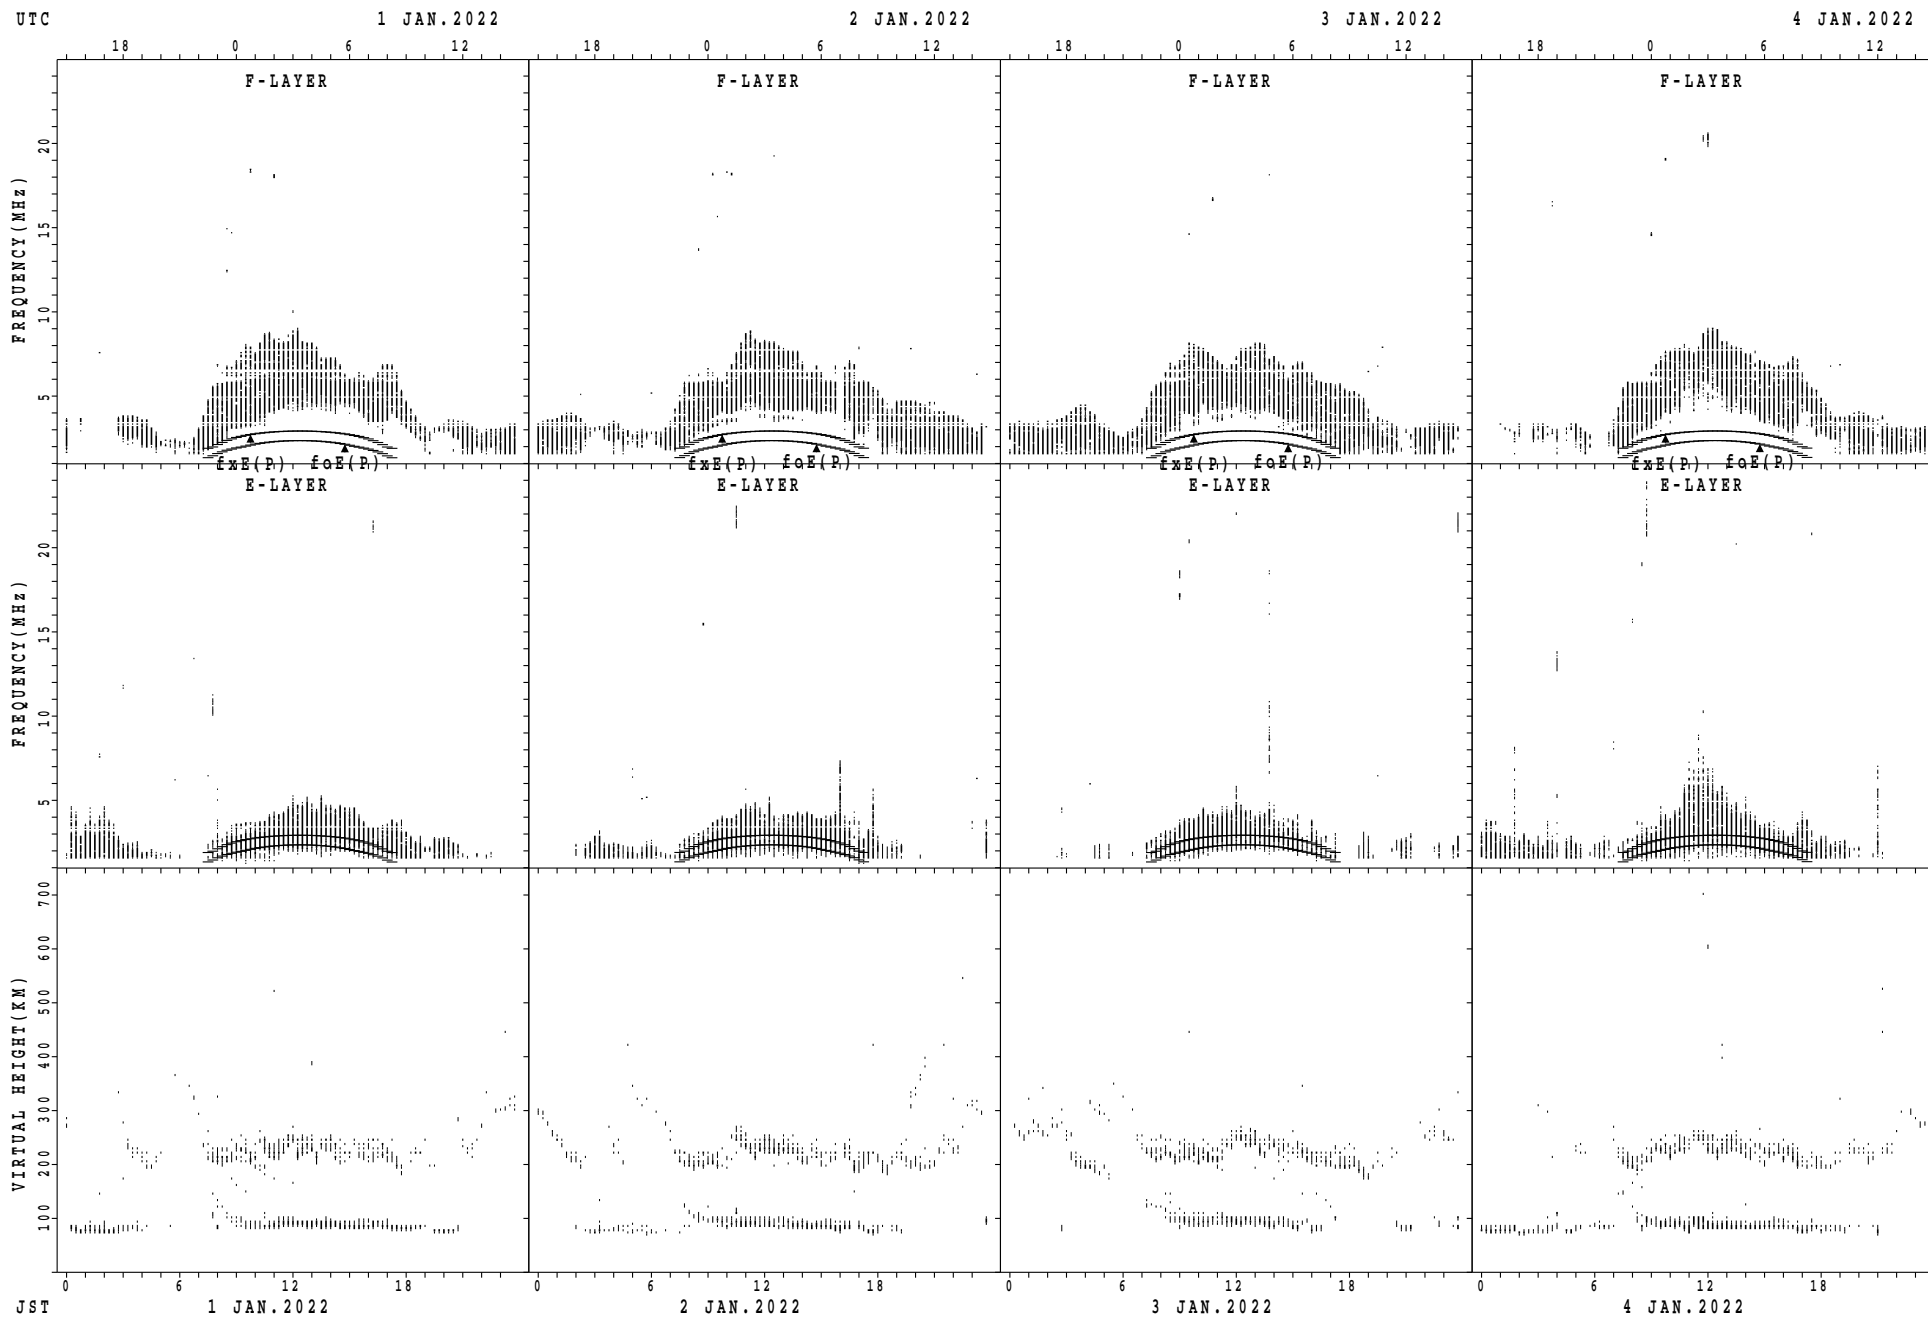 UTC 1 JAN.2022 2 JAN.2022 3 JAN.2022 4 JAN.2022
18 0 6 12 18 0 6 12 18 0 6 12 18 0 6 12
F-LAYER F-LAYER F-LAYER F-LAYER
FREQUENCY(MHz)
20
15
10
5
fxE(P) foE(P) fxE(P) foE(P) fxE(P) foE(P) fxE(P) foE(P)
E-LAYER E-LAYER E-LAYER E-LAYER
FREQUENCY(MHz)
20
15
10
5
VIRTUAL HEIGHT(KM)
700
600
500
400
300
200
100
0 6 12 18 0 6 12 18 0 6 12 18 0 6 12 18
JST 1 JAN.2022 2 JAN.2022 3 JAN.2022 4 JAN.2022